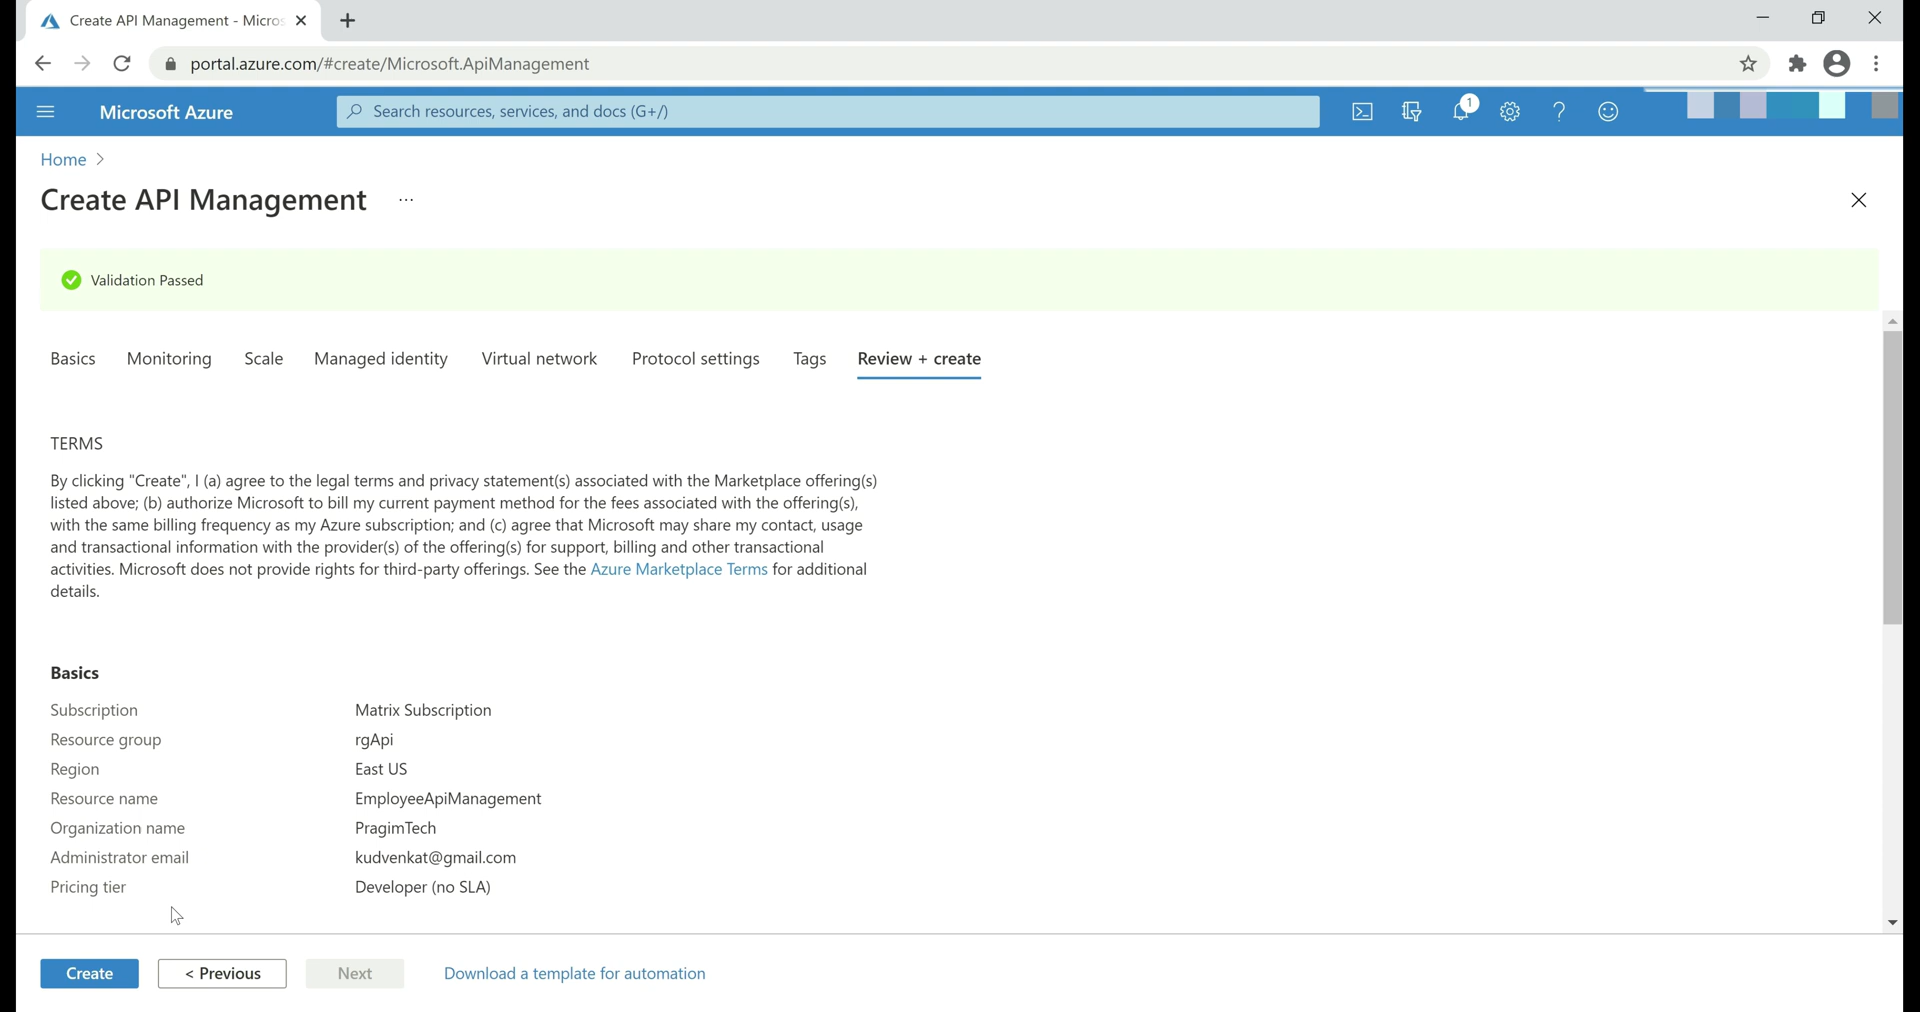 Create API Management - Micros
portal.azure.com/#create/Microsoft.ApiManagement
Microsoft Azure
Search resources, services, and docs (G+/)
1
Home >
Create API Management ...
Validation Passed
Basics Monitoring Scale Managed identity Virtual network Protocol settings Tags Review + create
TERMS
By clicking "Create", I (a) agree to the legal terms and privacy statement(s) associated with the Marketplace offering(s)
listed above; (b) authorize Microsoft to bill my current payment method for the fees associated with the offering(s),
with the same billing frequency as my Azure subscription; and (c) agree that Microsoft may share my contact, usage
and transactional information with the provider(s) of the offering(s) for support, billing and other transactional
activities. Microsoft does not provide rights for third-party offerings. See the Azure Marketplace Terms for additional
details.
Basics
Subscription Matrix Subscription
Resource group rgApi
Region East US
Resource name EmployeeApiManagement
Organization name PragimTech
Administrator email kudvenkat@gmail.com
Pricing tier Developer (no SLA)
Create < Previous Next Download a template for automation